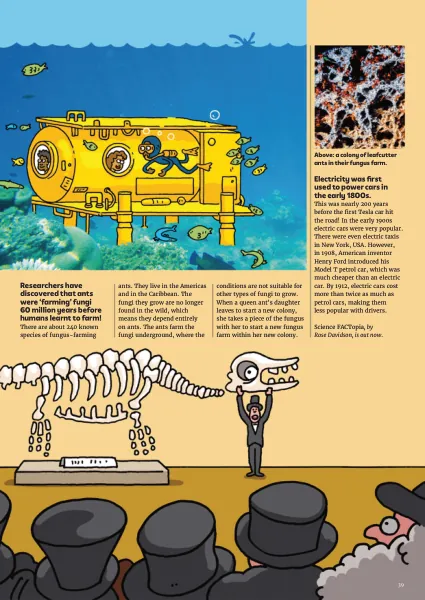 Above: a colony of leafcutter
ants in their fungus farm.
Electricity was first
used to power cars in
the early 1800s.
This was nearly 200 years
before the first Tesla car hit
the road! In the early 1900s
electric cars were very popular.
There were even electric taxis
in New York, USA. However,
in 1908, American inventor
Henry Ford introduced his
Model T petrol car, which was
much cheaper than an electric
car. By 1912, electric cars cost
more than twice as much as
petrol cars, making them
less popular with drivers.
Science FACTopia, by
Rose Davidson, is out now.
Researchers have
discovered that ants
were ‘farming’ fungi
60 million years before
humans learnt to farm!
There are about 240 known
species of fungus-farming
ants. They live in the Americas
and in the Caribbean. The
fungi they grow are no longer
found in the wild, which
means they depend entirely
on ants. The ants farm the
fungi underground, where the
conditions are not suitable for
other types of fungi to grow.
When a queen ant’s daughter
leaves to start a new colony,
she takes a piece of the fungus
with her to start a new fungus
farm within her new colony.
39